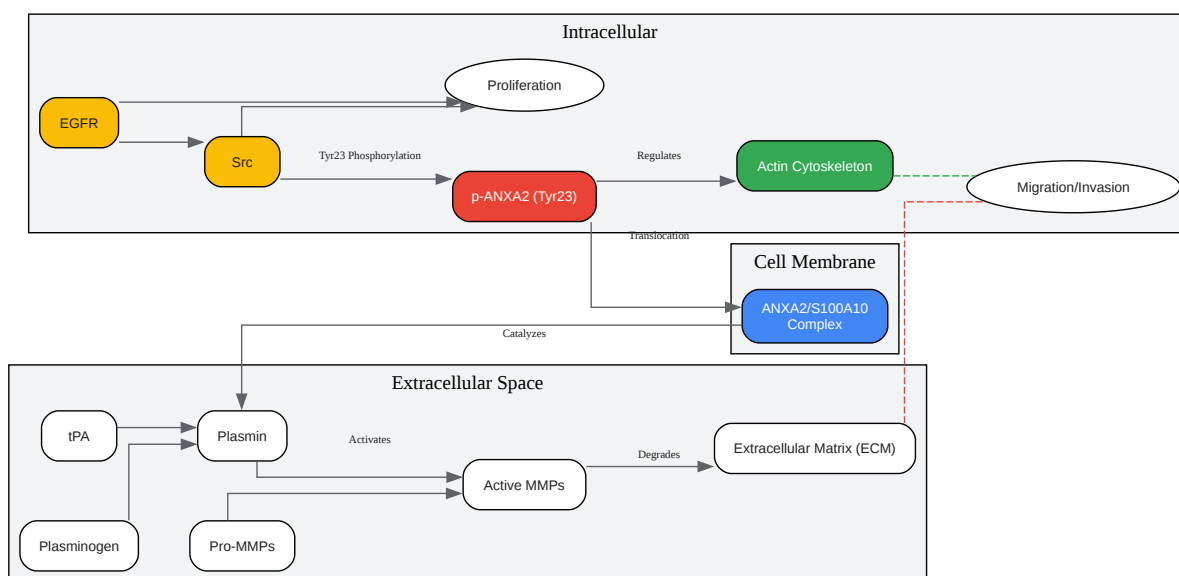 Intracellular
Proliferation
EGFR
Src
Tyr23 Phosphorylation
Regulates
Actin Cytoskeleton
p-ANXA2 (Tyr23)
Migration/Invasion
Translocation
Cell Membrane
ANXA2/S100A10
Complex
Catalyzes
Extracellular Space
tPA
Plasmin
Activates
Degrades
Extracellular Matrix (ECM)
Active MMPs
Plasminogen
Pro-MMPs